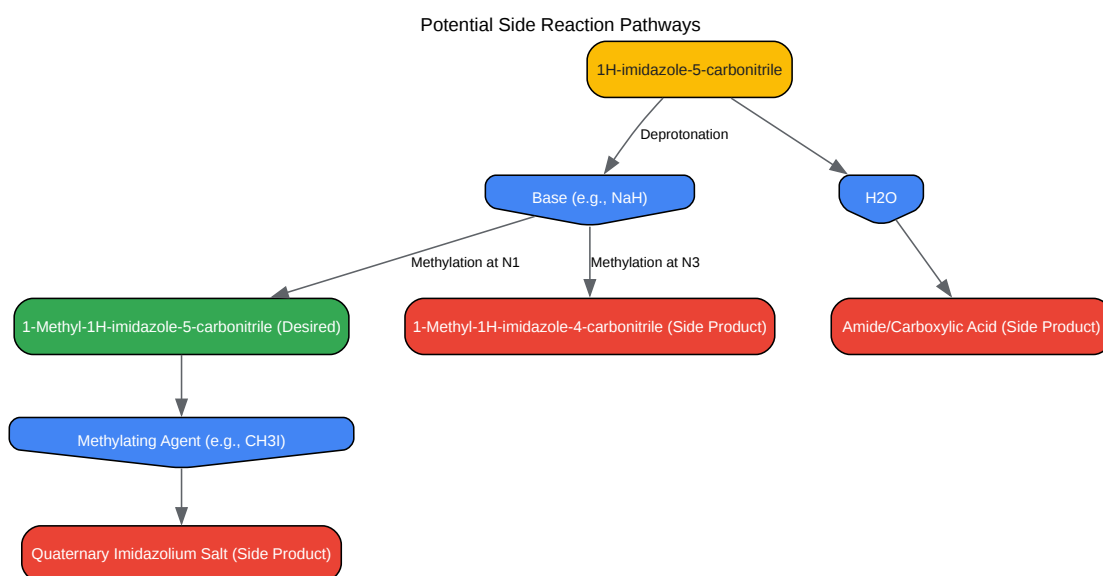 Potential Side Reaction Pathways
1H-imidazole-5-carbonitrile
Deprotonation
Base (e.g., NaH)
H2O
Methylation at N1
Methylation at N3
1-Methyl-1H-imidazole-5-carbonitrile (Desired)
1-Methyl-1H-imidazole-4-carbonitrile (Side Product)
Amide/Carboxylic Acid (Side Product)
Methylating Agent (e.g., CH3I)
Quaternary Imidazolium Salt (Side Product)